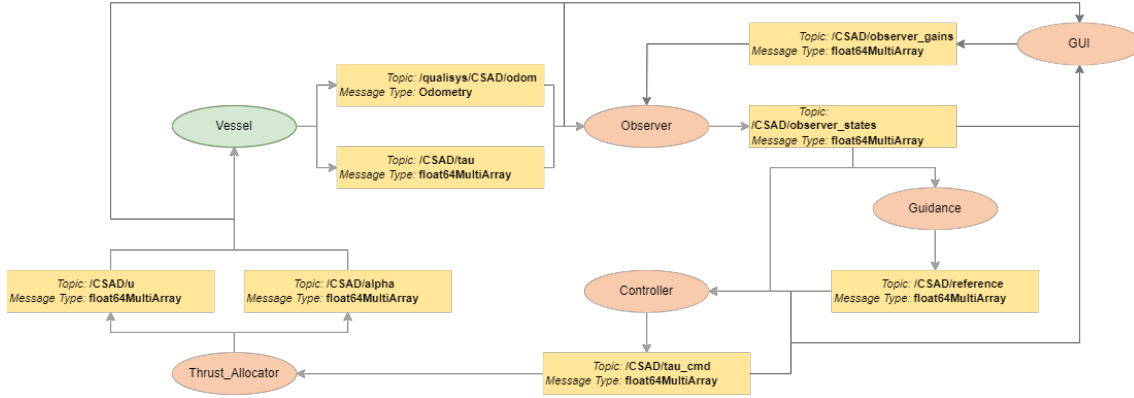 Topic: /CSAD/observer_gains
Message Type: float64MultiArray
GUI
Topic: /qualisys/CSAD/odom
Message Type: Odometry
Vessel
Observer
Topic:
/CSAD/observer_states
Message Type: float64MultiArray
Topic: /CSAD/tau
Message Type: float64MultiArray
Guidance
Topic: /CSAD/u
Message Type: float64MultiArray
Topic: /CSAD/alpha
Message Type: float64MultiArray
Controller
Topic: /CSAD/reference
Message Type: float64MultiArray
Thrust_Allocator
Topic: /CSAD/tau_cmd
Message Type: float64MultiArray